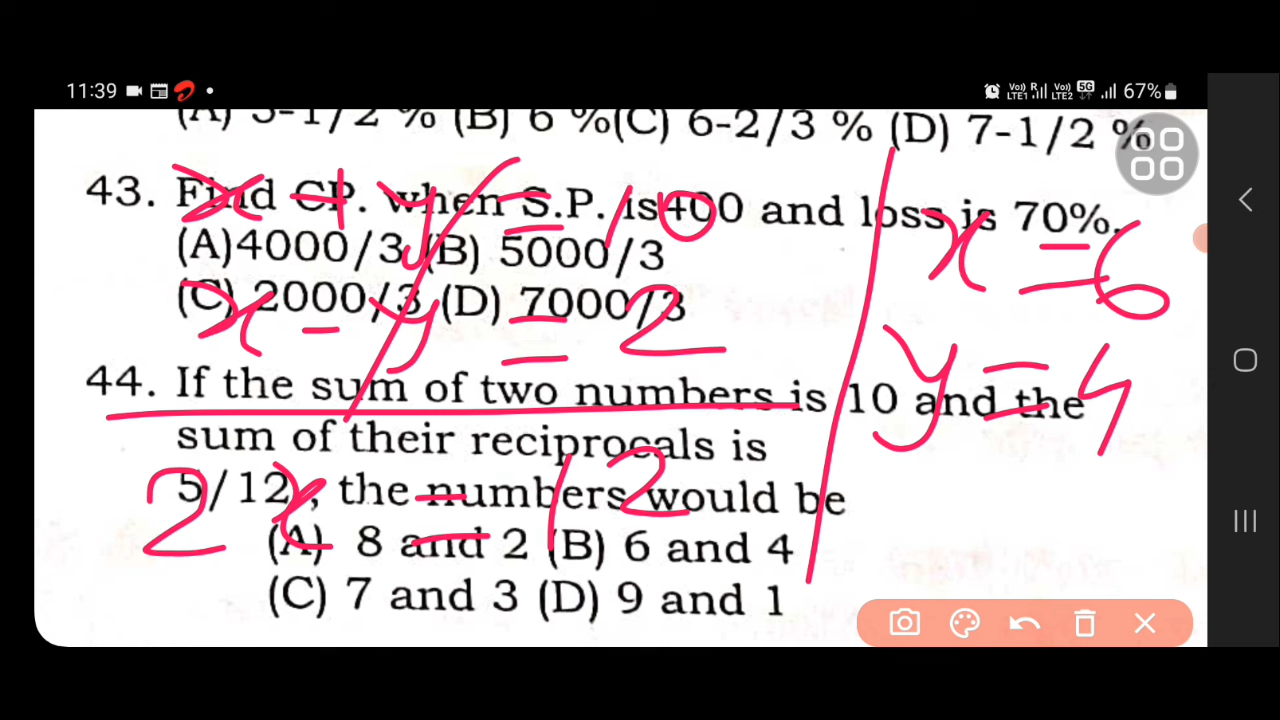 11:39
67%
(A) 5-1/2 % (B) 6 %(C) 6-2/3 % (D) 7-1/2 %
43. Find CP. when S.P. is 400 and loss is 70%.
(A)4000/3 (B) 5000/3
(C) 2000/3 (D) 7000/3
44. If the sum of two numbers is 10 and the
sum of their reciprocals is
5/12, the numbers would be
(A) 8 and 2 (B) 6 and 4
(C) 7 and 3 (D) 9 and 1
x + y = 10
x - y = 2
2x = 12
x = 6
y = 4